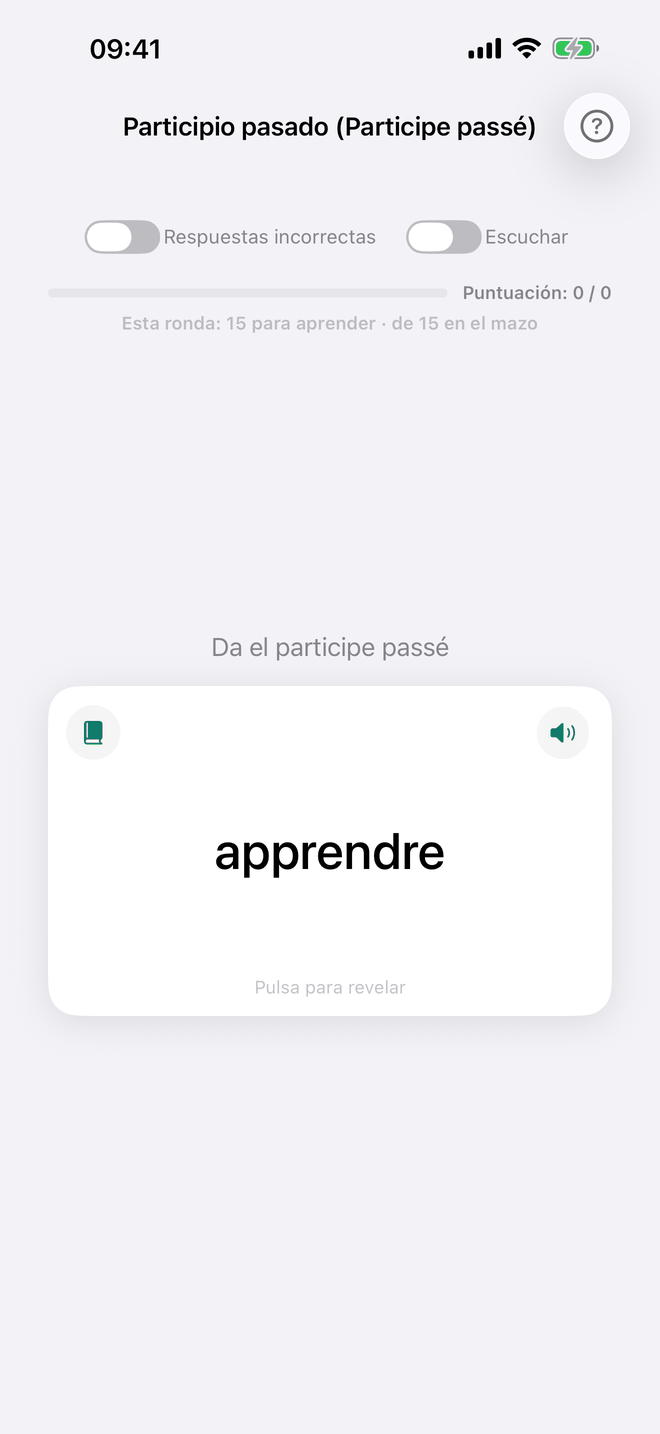 09:41
Participio pasado (Participe passé)
Respuestas incorrectas
Escuchar
Puntuación: 0 / 0
Esta ronda: 15 para aprender · de 15 en el mazo
Da el participe passé
apprendre
Pulsa para revelar